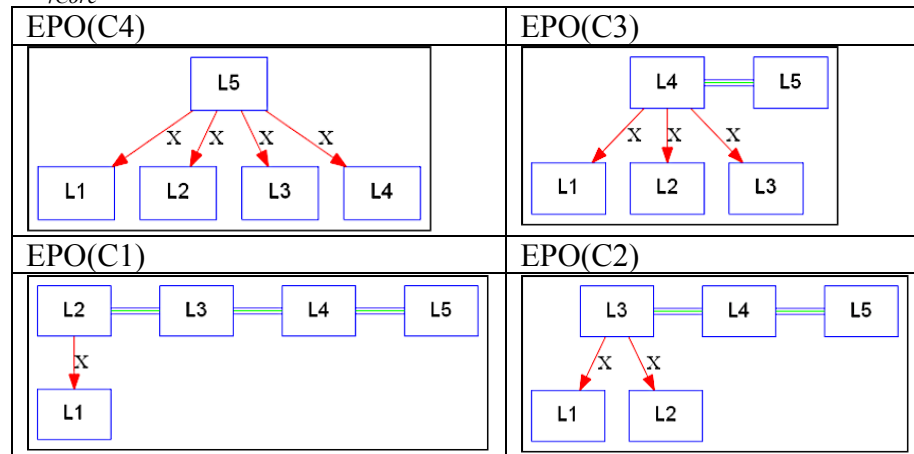 rCore
EPO(C4)
EPO(C3)
L5
X X X X
L1 L2 L3 L4
L4 L5
X X X
L1 L2 L3
EPO(C1)
EPO(C2)
L2 L3 L4 L5
X
L1
L3 L4 L5
X X
L1 L2